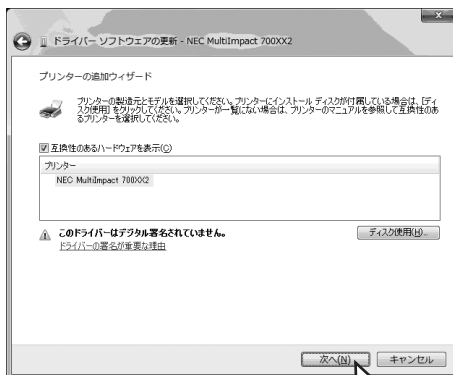 ドライバー ソフトウェアの更新 - NEC MultiImpact 700XX2
プリンターの追加ウィザード
プリンターの製造元とモデルを選択してください。プリンターにインストール ディスクが付属している場合は、[ディ
スク使用] をクリックしてください。プリンターが一覧にない場合は、プリンターのマニュアルを参照して互換性のあ
るプリンターを選択してください。
互換性のあるハードウェアを表示(C)
プリンター
NEC MultiImpact 700XX2
このドライバーはデジタル署名されていません。
ディスク使用(H)...
ドライバーの署名が重要な理由
次へ(N)
キャンセル